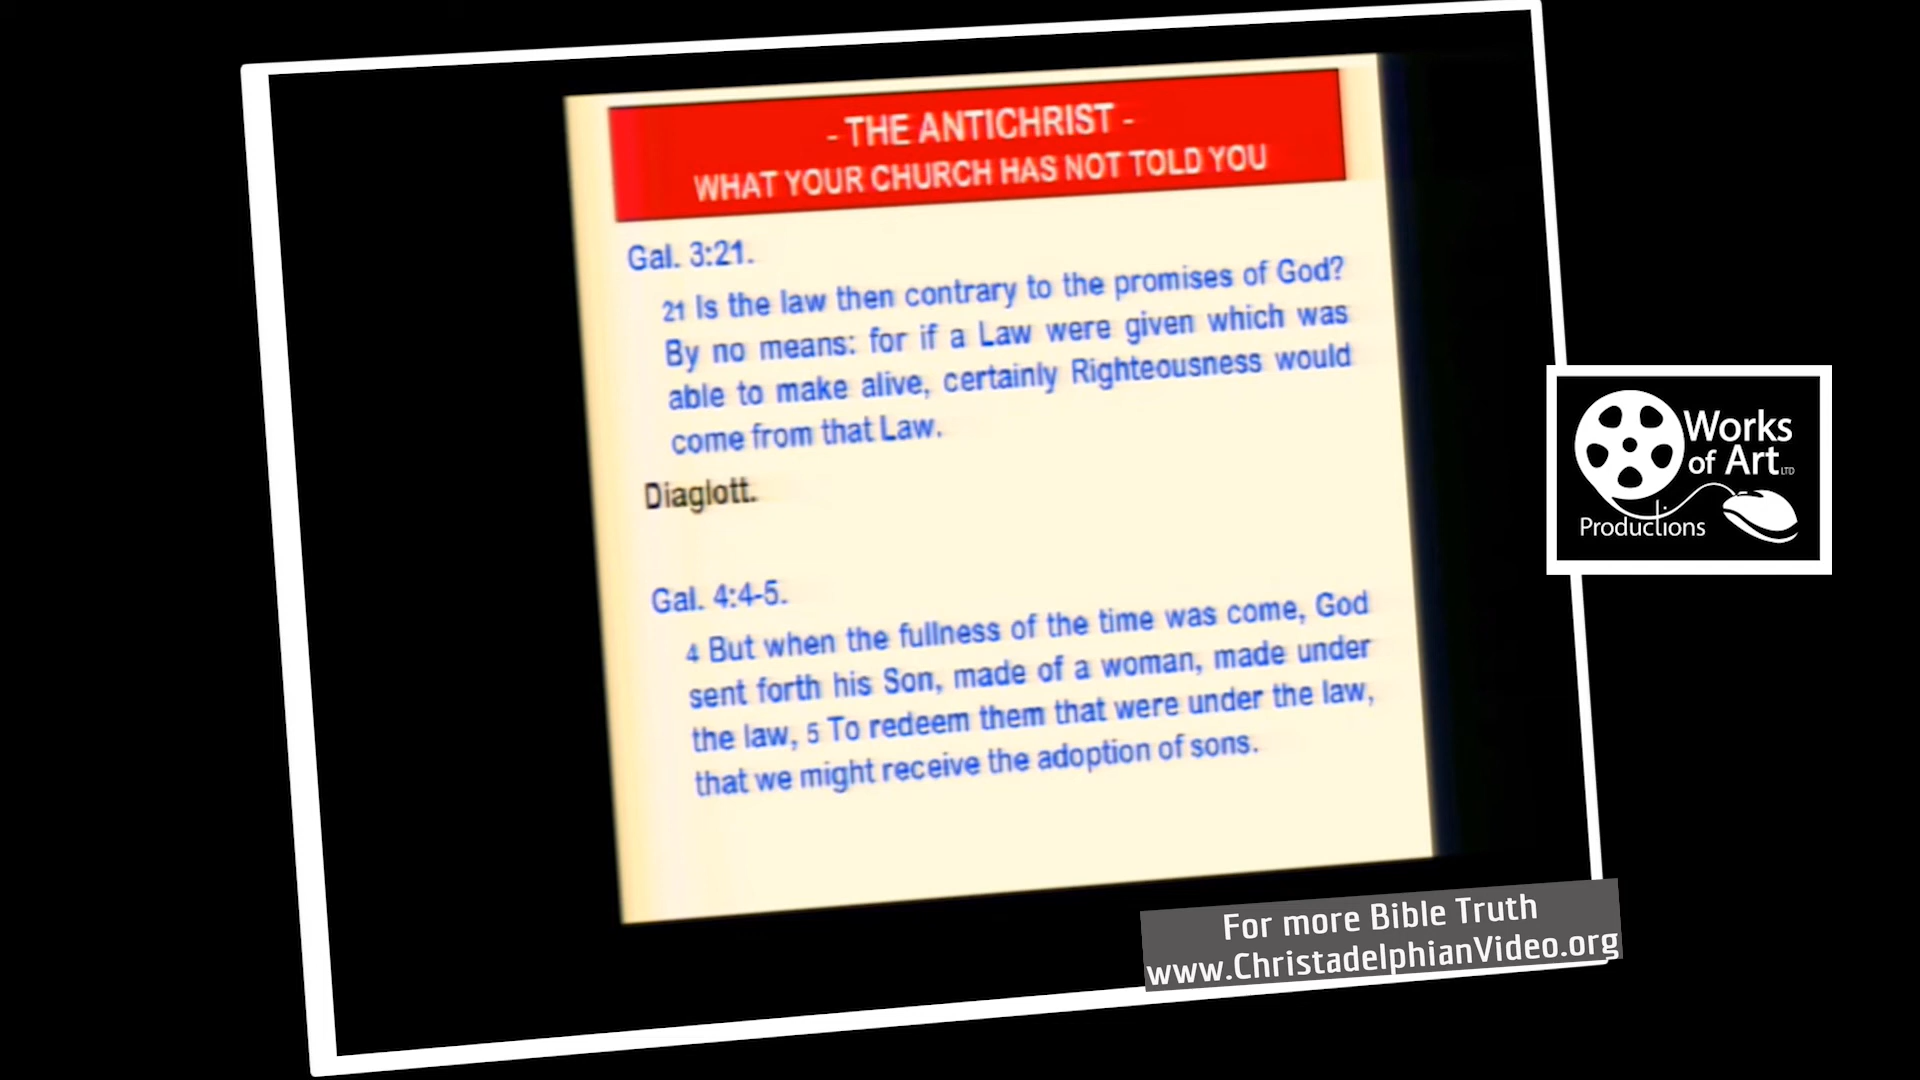 - THE ANTICHRIST -
WHAT YOUR CHURCH HAS NOT TOLD YOU
Gal. 3:21.
21 Is the law then contrary to the promises of God?
By no means: for if a Law were given which was
able to make alive, certainly Righteousness would
come from that Law.
Diaglott.
Gal. 4:4-5.
4 But when the fullness of the time was come, God
sent forth his Son, made of a woman, made under
the law, 5 To redeem them that were under the law,
that we might receive the adoption of sons.
Works
of Art LTD
Productions
For more Bible Truth
www.ChristadelphianVideo.org